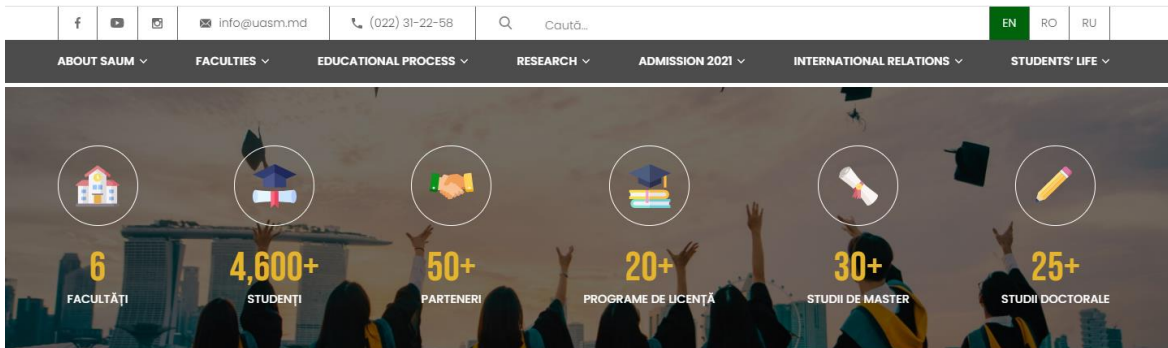 info@uasm.md (022) 31-22-58 Caută... EN RO RU
ABOUT SAUM FACULTIES EDUCATIONAL PROCESS RESEARCH ADMISSION 2021 INTERNATIONAL RELATIONS STUDENTS' LIFE
6 4,600+ 50+ 20+ 30+ 25+
FACULTĂȚI STUDENȚI PARTENERI PROGRAME DE LICENȚĂ STUDII DE MASTER STUDII DOCTORALE